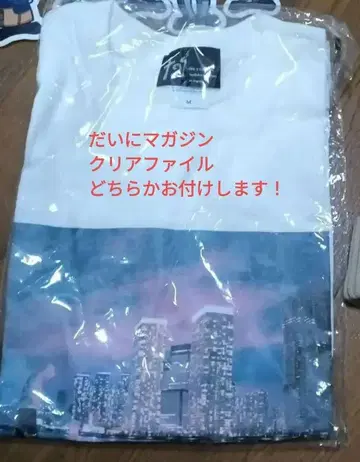 M
だいにマガジン
クリアファイル
どちらかお付けします！